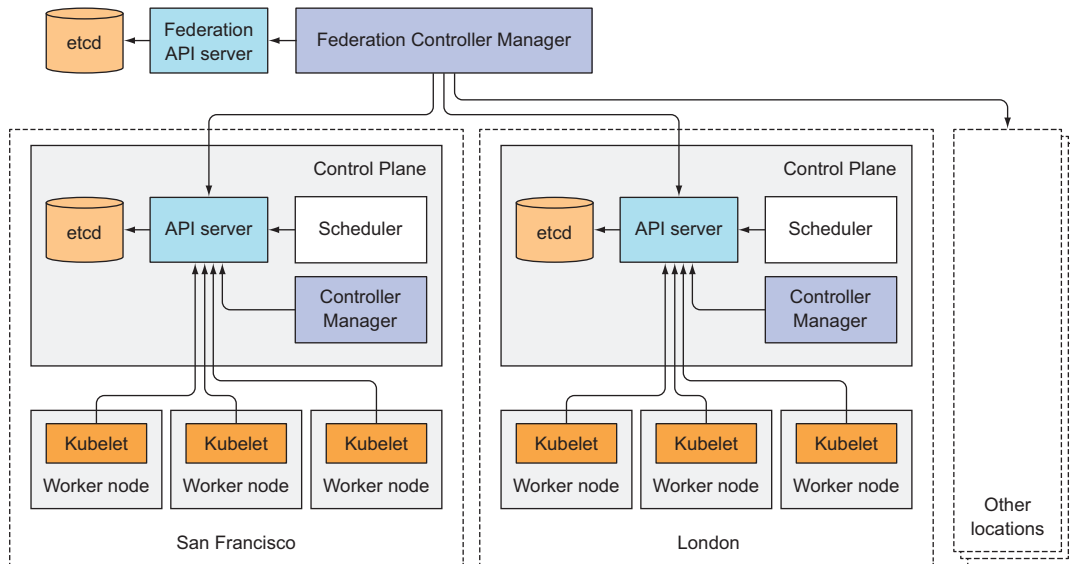 etcd
Federation
API server
Federation Controller Manager
Control Plane
etcd
API server
Scheduler
Controller
Manager
Kubelet
Worker node
Kubelet
Worker node
Kubelet
Worker node
San Francisco
Control Plane
etcd
API server
Scheduler
Controller
Manager
Kubelet
Worker node
Kubelet
Worker node
Kubelet
Worker node
London
Other
locations